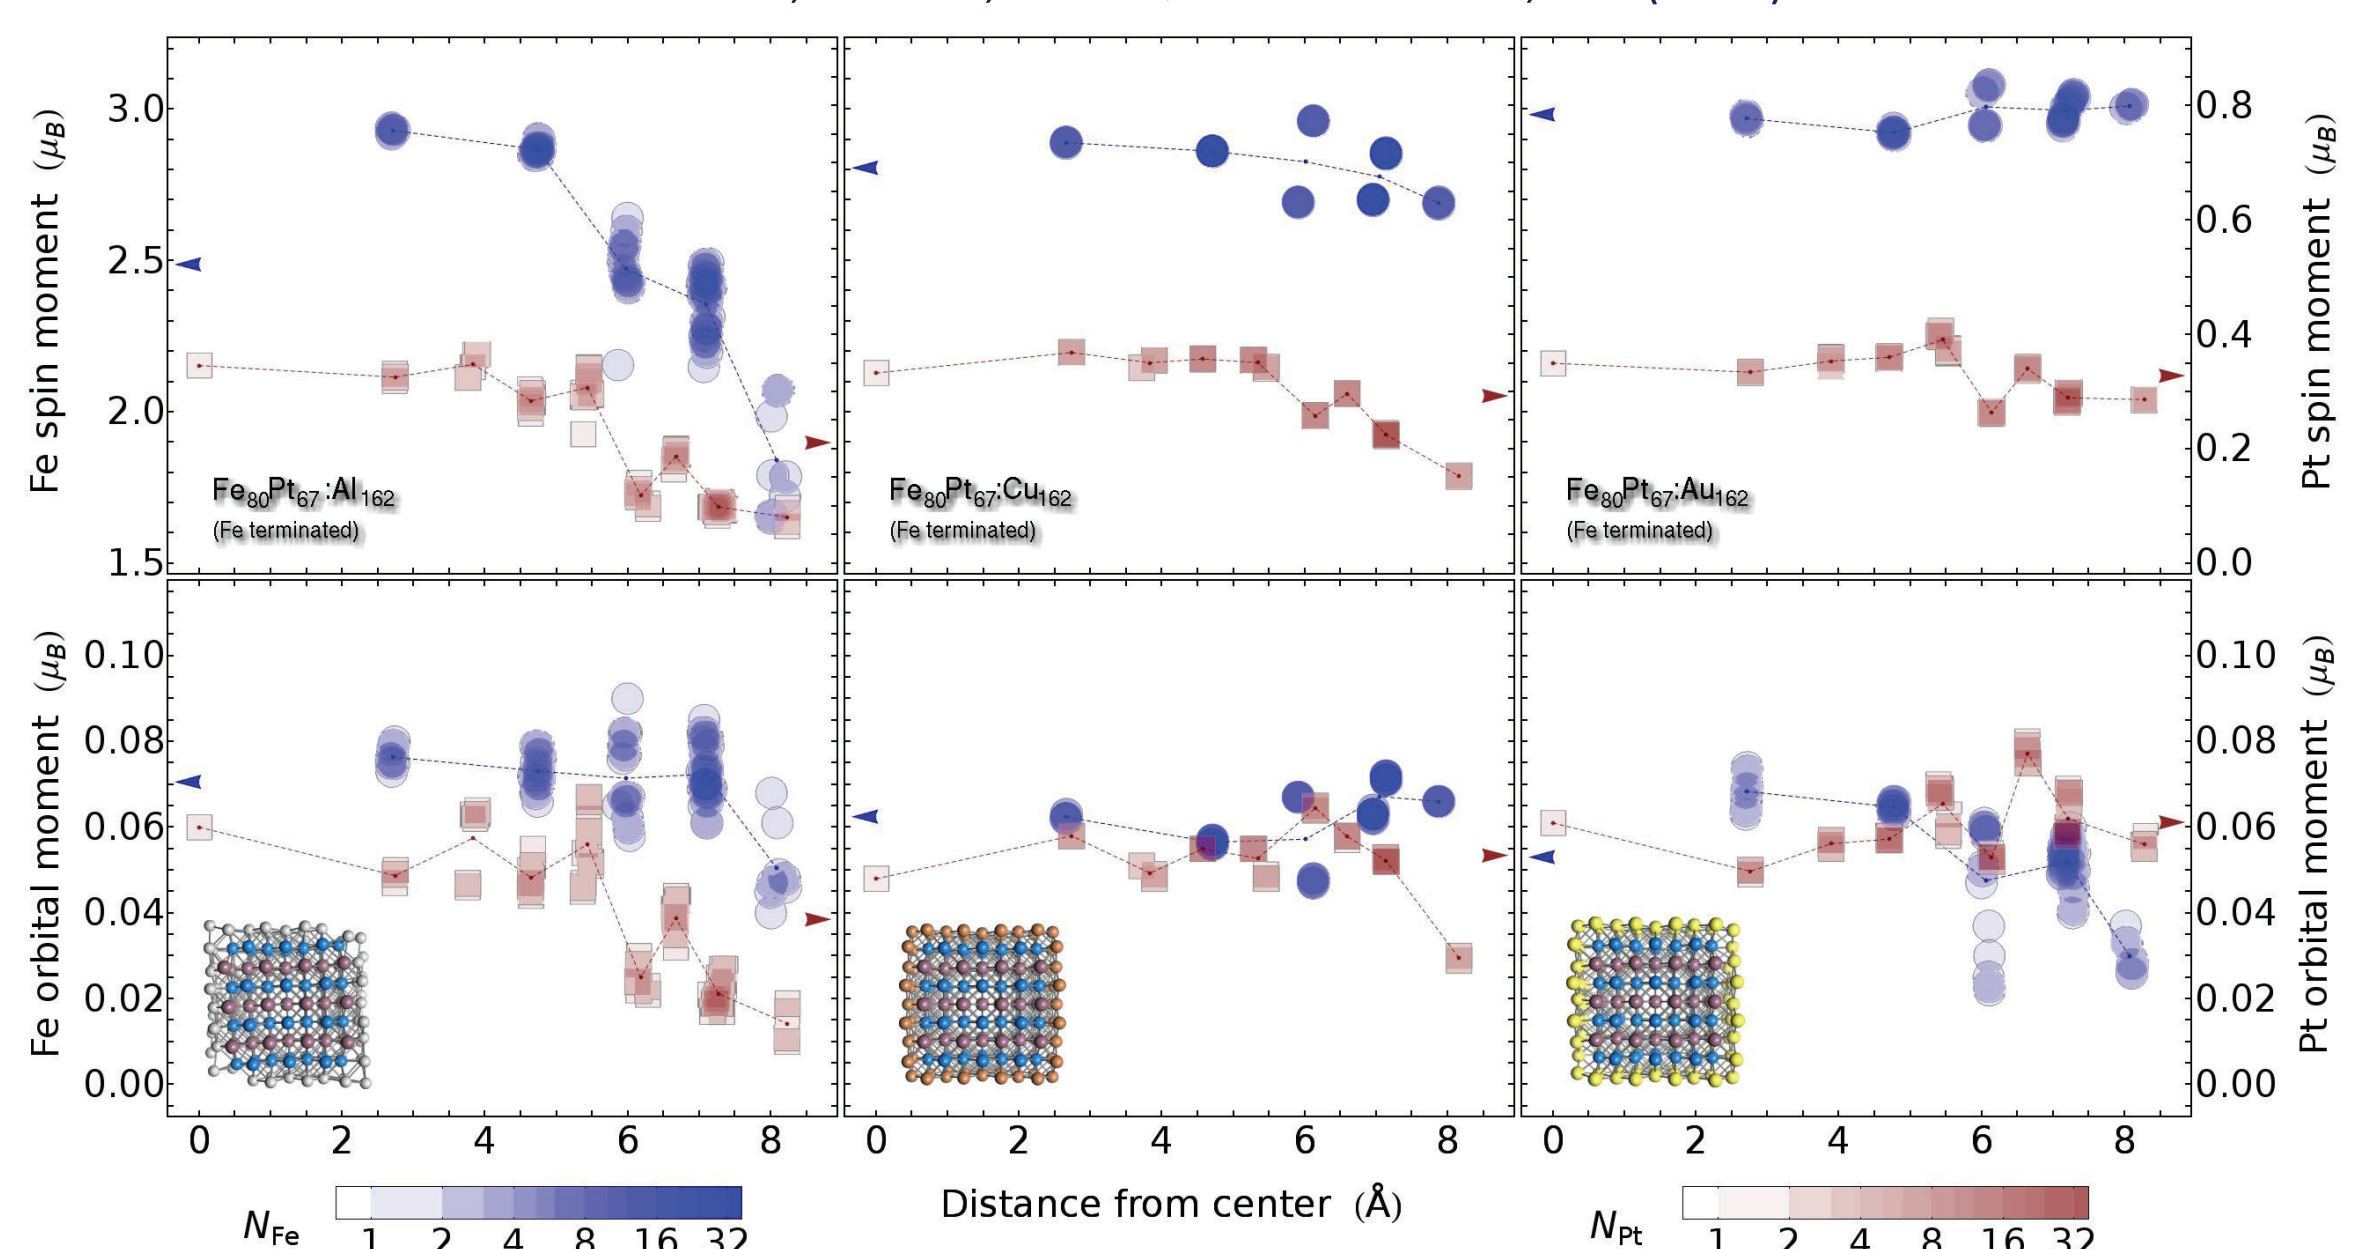 Fe spin moment (μB)
3.0
2.5
2.0
1.5
Fe80Pt67:Al162
(Fe terminated)
Fe80Pt67:Cu162
(Fe terminated)
Fe80Pt67:Au162
(Fe terminated)
0.8
0.6
0.4
0.2
0.0
Pt spin moment (μB)
Fe orbital moment (μB)
0.10
0.08
0.06
0.04
0.02
0.00
0.10
0.08
0.06
0.04
0.02
0.00
Pt orbital moment (μB)
0 2 4 6 8 0 2 4 6 8 0 2 4 6 8
Distance from center (Å)
NFe 1 2 4 8 16 32
NPt 1 2 4 8 16 32